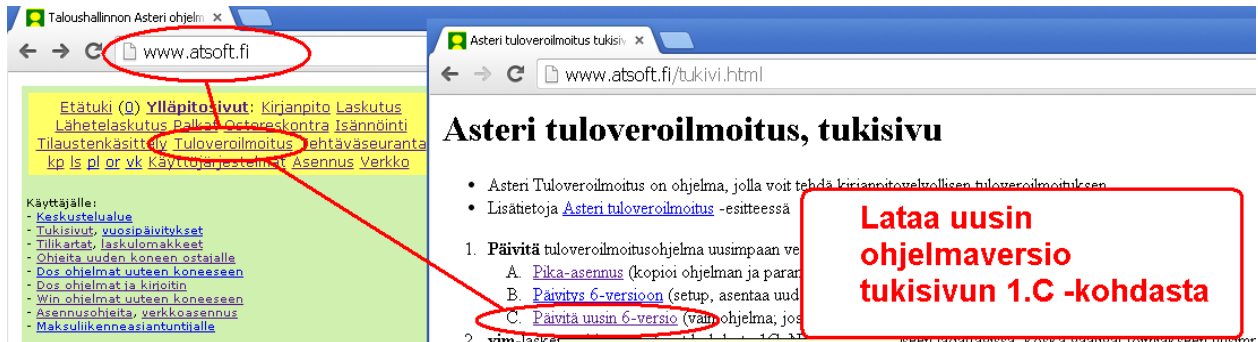 Taloushallinnon Asteri ohjelm
www.atsoft.fi
Etätuki (0) Ylläpitosivut: Kirjanpito Laskutus
Lähetelaskutus Palkat Ostoreskontra Isännöinti
Tilaustenkäsittely Tuloveroilmoitus Tehtäväseuranta
kp ls pl or vk Käyttöjärjestelmät Asennus Verkko
Käyttäjälle:
- Keskustelualue
- Tukisivut, vuosipäivitykset
- Tilikartat, laskulomakkeet
- Ohjeita uuden koneen ostajalle
- Dos ohjelmat uuteen koneeseen
- Dos ohjelmat ja kirjoitin
- Win ohjelmat uuteen koneeseen
- Asennusohjeita, verkkoasennus
- Maksuliikenneasiantuntijalle
Asteri tuloveroilmoitus tukisiv
www.atsoft.fi/tukivi.html
Asteri tuloveroilmoitus, tukisivu
• Asteri Tuloveroilmoitus on ohjelma, jolla voit tehdä kirjanpitovelvollisen tuloveroilmoituksen
• Lisätietoja Asteri tuloveroilmoitus -esitteessä
1. Päivitä tuloveroilmoitusohjelma uusimpaan ve
A. Pika-asennus (kopioi ohjelman ja param
B. Päivitys 6-versioon (setup, asentaa uud
C. Päivitä uusin 6-versio (vain ohjelma; jos
Lataa uusin
ohjelmaversio
tukisivun 1.C -kohdasta